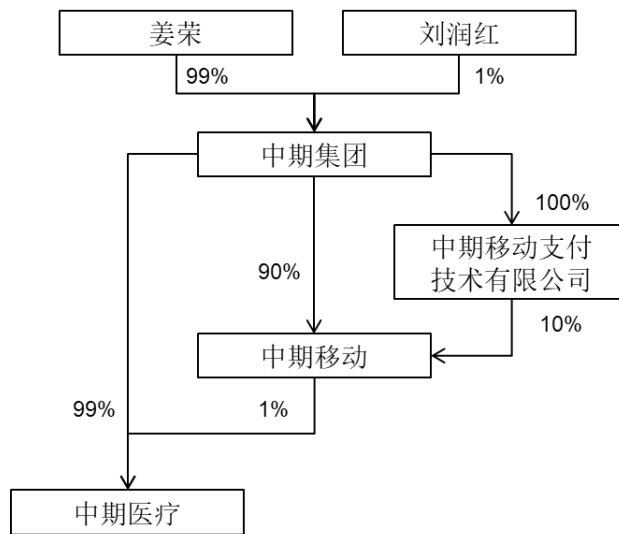 姜荣
刘润红
99%
1%
中期集团
100%
中期移动支付
技术有限公司
90%
10%
中期移动
99%
1%
中期医疗